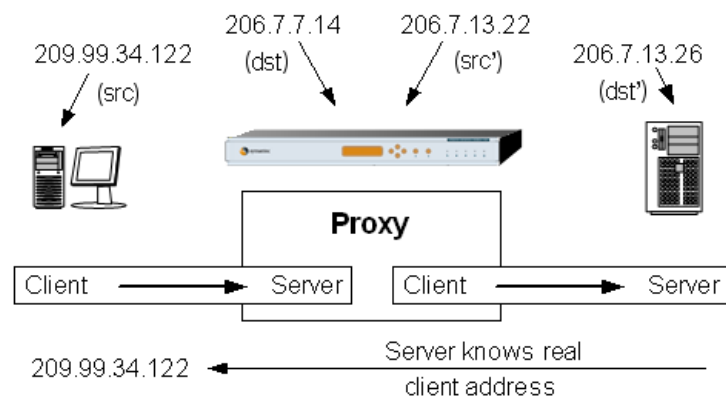 206.7.7.14
206.7.13.22
209.99.34.122
(dst)
(src')
206.7.13.26
(src)
(dst')
Proxy
Client
Server
Client
Server
209.99.34.122
Server knows real
client address